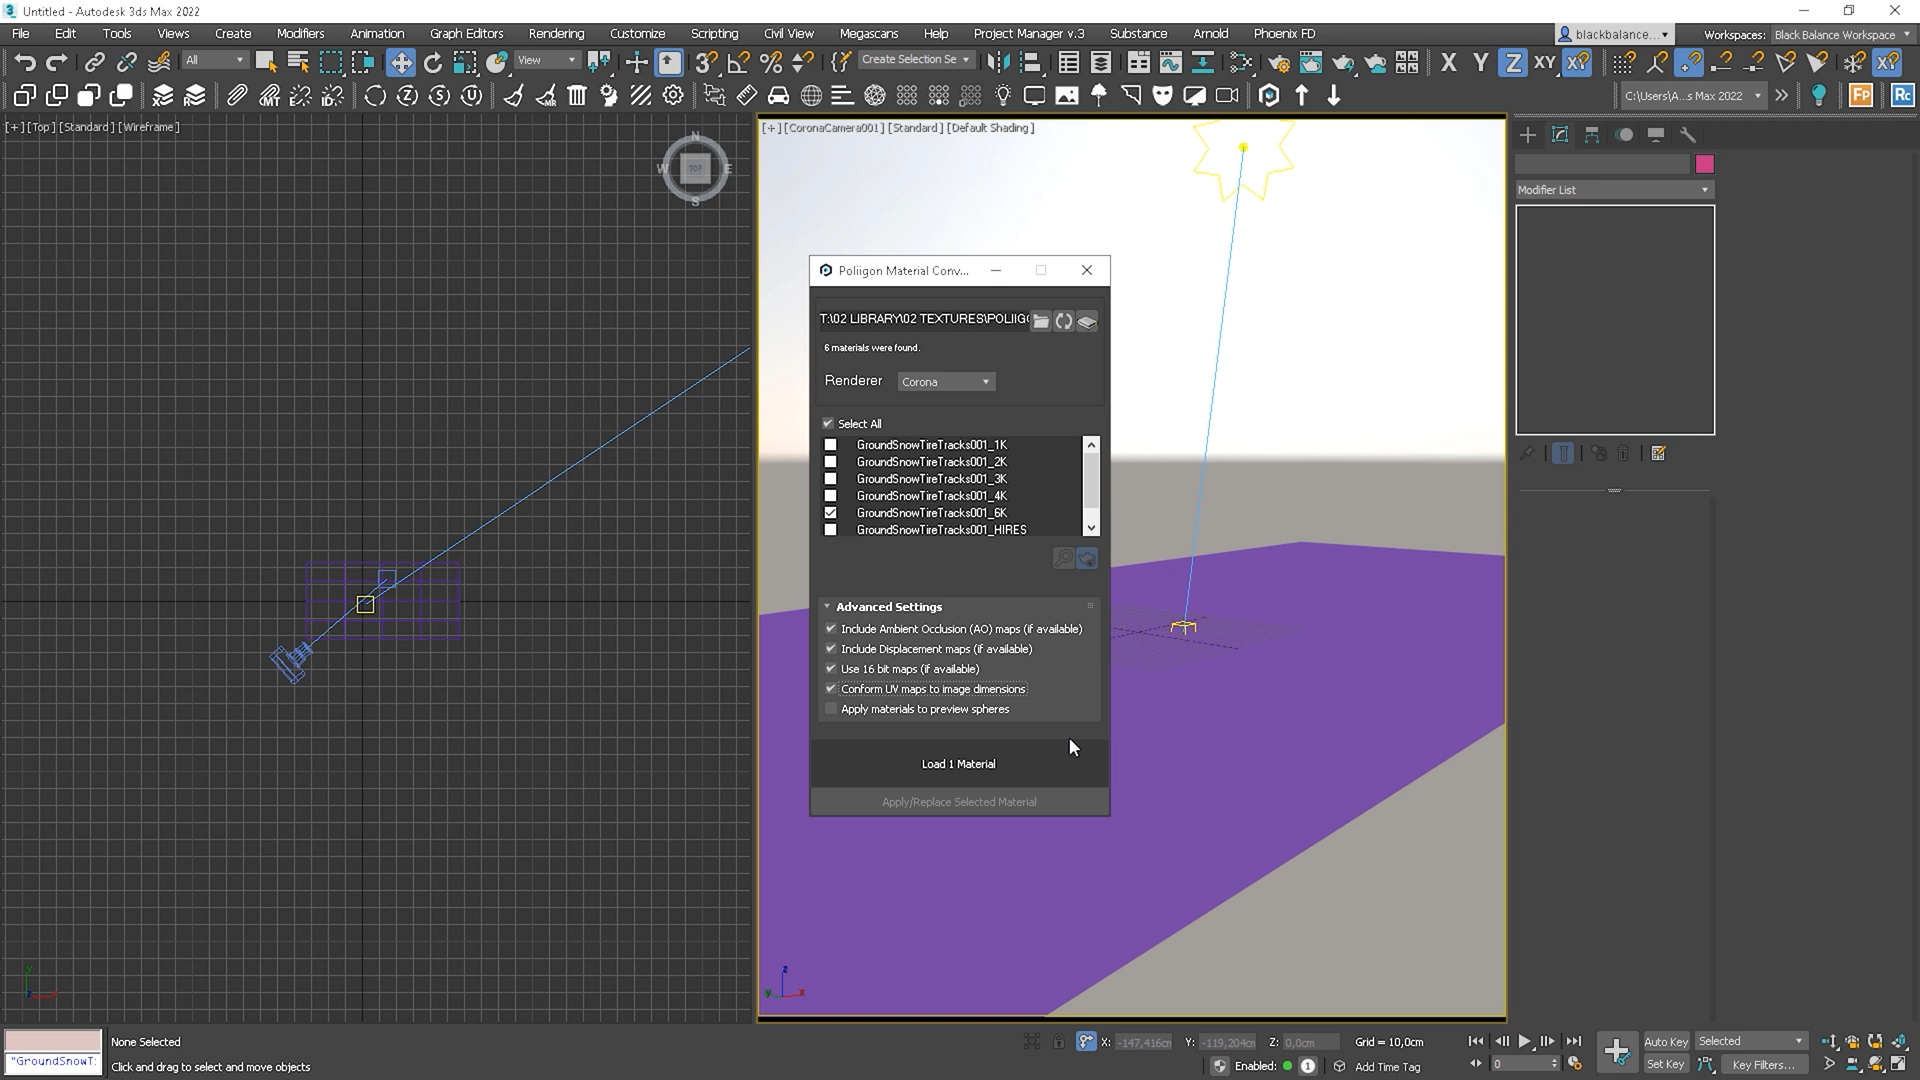 Untitled - Autodesk 3ds Max 2022
File Edit Tools Views Create Modifiers Animation Graph Editors Rendering Customize Scripting Civil View Megascans Help Project Manager v.3 Substance Arnold Phoenix FD
blackbalance... Workspaces: Black Balance Workspace
All View Create Selection Se X Y Z XY XY
C:\Users\A...s Max 2022
[+] [Top] [Standard] [Wireframe]
[+] [CoronaCamera001] [Standard] [Default Shading]
N
W TOP E
S
Modifier List
Poliigon Material Conv...
T:\02 LIBRARY\02 TEXTURES\POLIIG
6 materials were found.
Renderer Corona
Select All
GroundSnowTireTracks001_1K
GroundSnowTireTracks001_2K
GroundSnowTireTracks001_3K
GroundSnowTireTracks001_4K
GroundSnowTireTracks001_6K
GroundSnowTireTracks001_HIRES
Advanced Settings
Include Ambient Occlusion (AO) maps (if available)
Include Displacement maps (if available)
Use 16 bit maps (if available)
Conform UV maps to image dimensions
Apply materials to preview spheres
Load 1 Material
Apply/Replace Selected Material
None Selected
"GroundSnowT:
Click and drag to select and move objects
X: -147,416cm Y: -119,204cm Z: 0,0cm Grid = 10,0cm
Enabled: 1 Add Time Tag
0
Auto Key Selected
Set Key Key Filters...